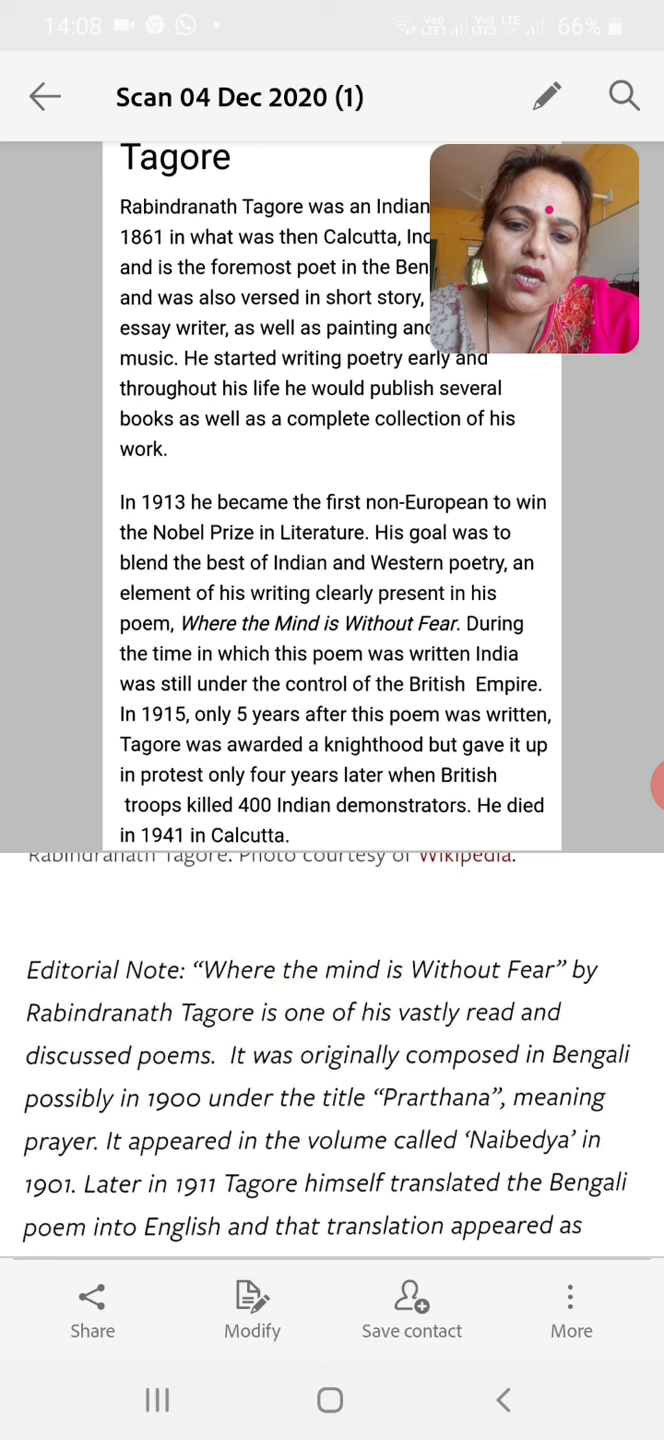 14:08
Vo)) LTE1 Vo)) LTE LTE2 66%
Scan 04 Dec 2020 (1)
Tagore
Rabindranath Tagore was an Indian
1861 in what was then Calcutta,
and is the foremost poet in the
and was also versed in short story,
essay writer, as well as painting
music. He started writing poetry early and
throughout his life he would publish several
books as well as a complete collection of his
work.
In 1913 he became the first non-European to win
the Nobel Prize in Literature. His goal was to
blend the best of Indian and Western poetry, an
element of his writing clearly present in his
poem, Where the Mind is Without Fear. During
the time in which this poem was written India
was still under the control of the British Empire.
In 1915, only 5 years after this poem was written,
Tagore was awarded a knighthood but gave it up
in protest only four years later when British
troops killed 400 Indian demonstrators. He died
in 1941 in Calcutta.
Rabindranath Tagore. Photo courtesy of Wikipedia.
Editorial Note: “Where the mind is Without Fear” by
Rabindranath Tagore is one of his vastly read and
discussed poems. It was originally composed in Bengali
possibly in 1900 under the title “Prarthana”, meaning
prayer. It appeared in the volume called ‘Naibedya’ in
1901. Later in 1911 Tagore himself translated the Bengali
poem into English and that translation appeared as
Share Modify Save contact More